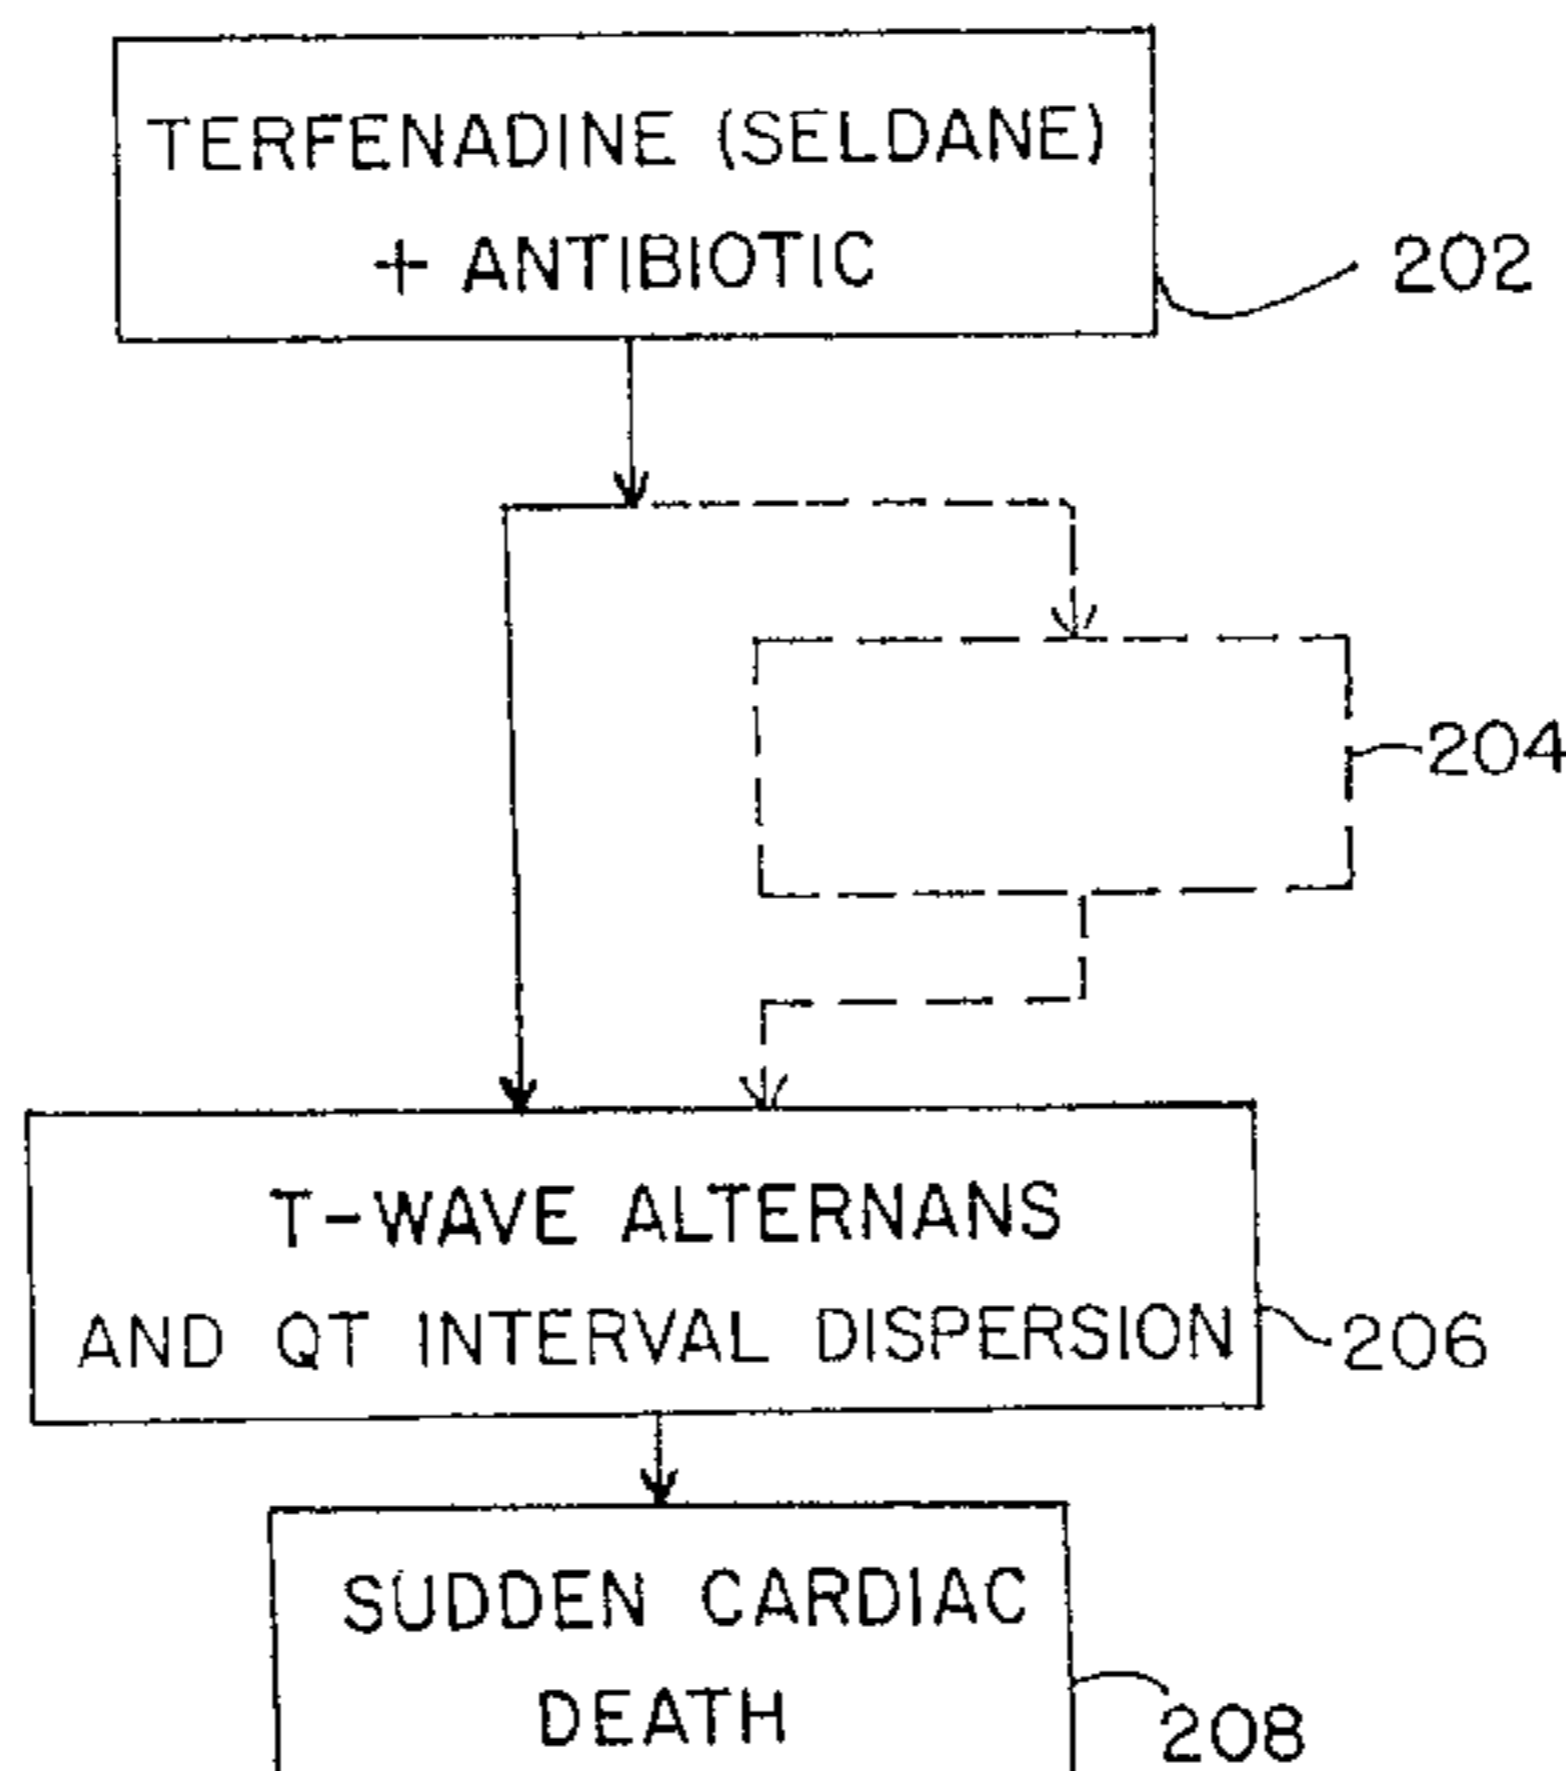 TERFENADINE (SELDANE)
+ ANTIBIOTIC
202
204
T-WAVE ALTERNANS
AND QT INTERVAL DISPERSION
206
SUDDEN CARDIAC
DEATH
208